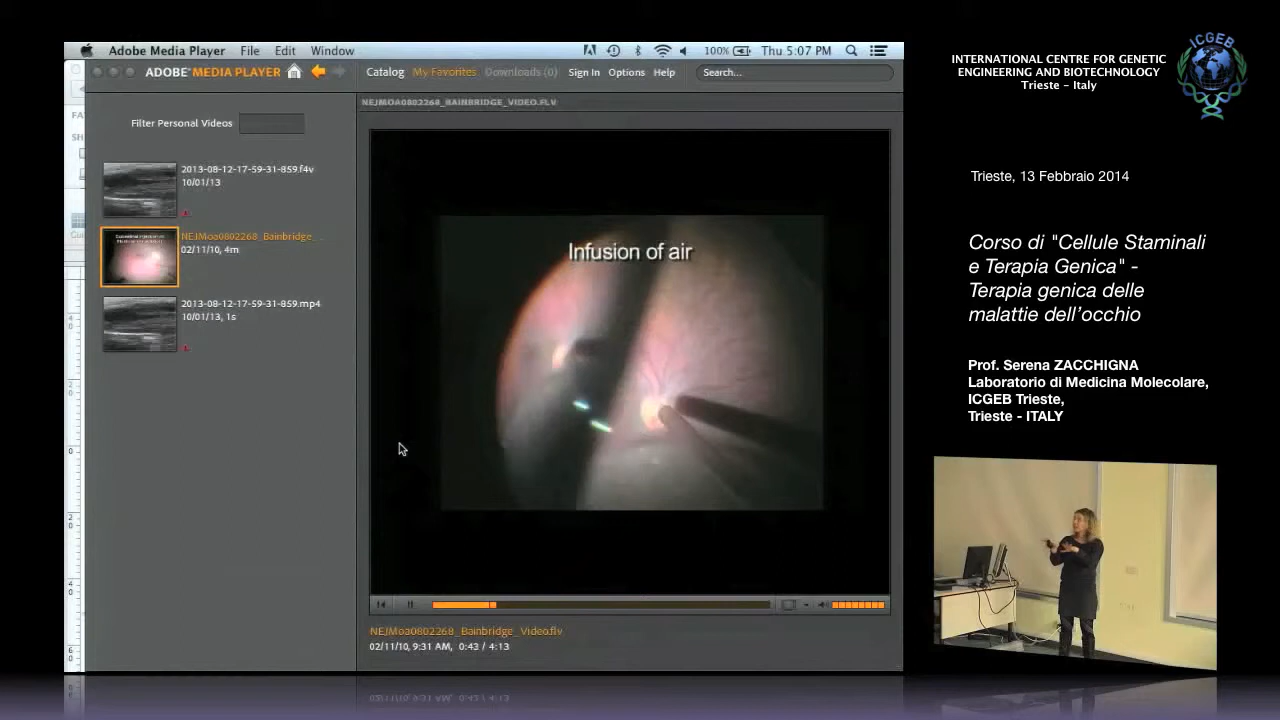 Adobe Media Player File Edit Window 100% Thu 5:07 PM
ADOBE® MEDIA PLAYER Catalog My Favorites Downloads (0) Sign In Options Help Search...
NEJMOA0802268_BAINBRIDGE_VIDEO.FLV
Filter Personal Videos
2013-08-12-17-59-31-859.f4v
10/01/13
NEJMoa0802268_Bainbridge_...
02/11/10, 4m
2013-08-12-17-59-31-859.mp4
10/01/13, 1s
Infusion of air
NEJMoa0802268_Bainbridge_Video.flv
02/11/10, 9:31 AM, 0:43 / 4:13
INTERNATIONAL CENTRE FOR GENETIC
ENGINEERING AND BIOTECHNOLOGY
Trieste - Italy
ICGEB
Trieste, 13 Febbraio 2014
Corso di "Cellule Staminali
e Terapia Genica" -
Terapia genica delle
malattie dell'occhio
Prof. Serena ZACCHIGNA
Laboratorio di Medicina Molecolare,
ICGEB Trieste,
Trieste - ITALY